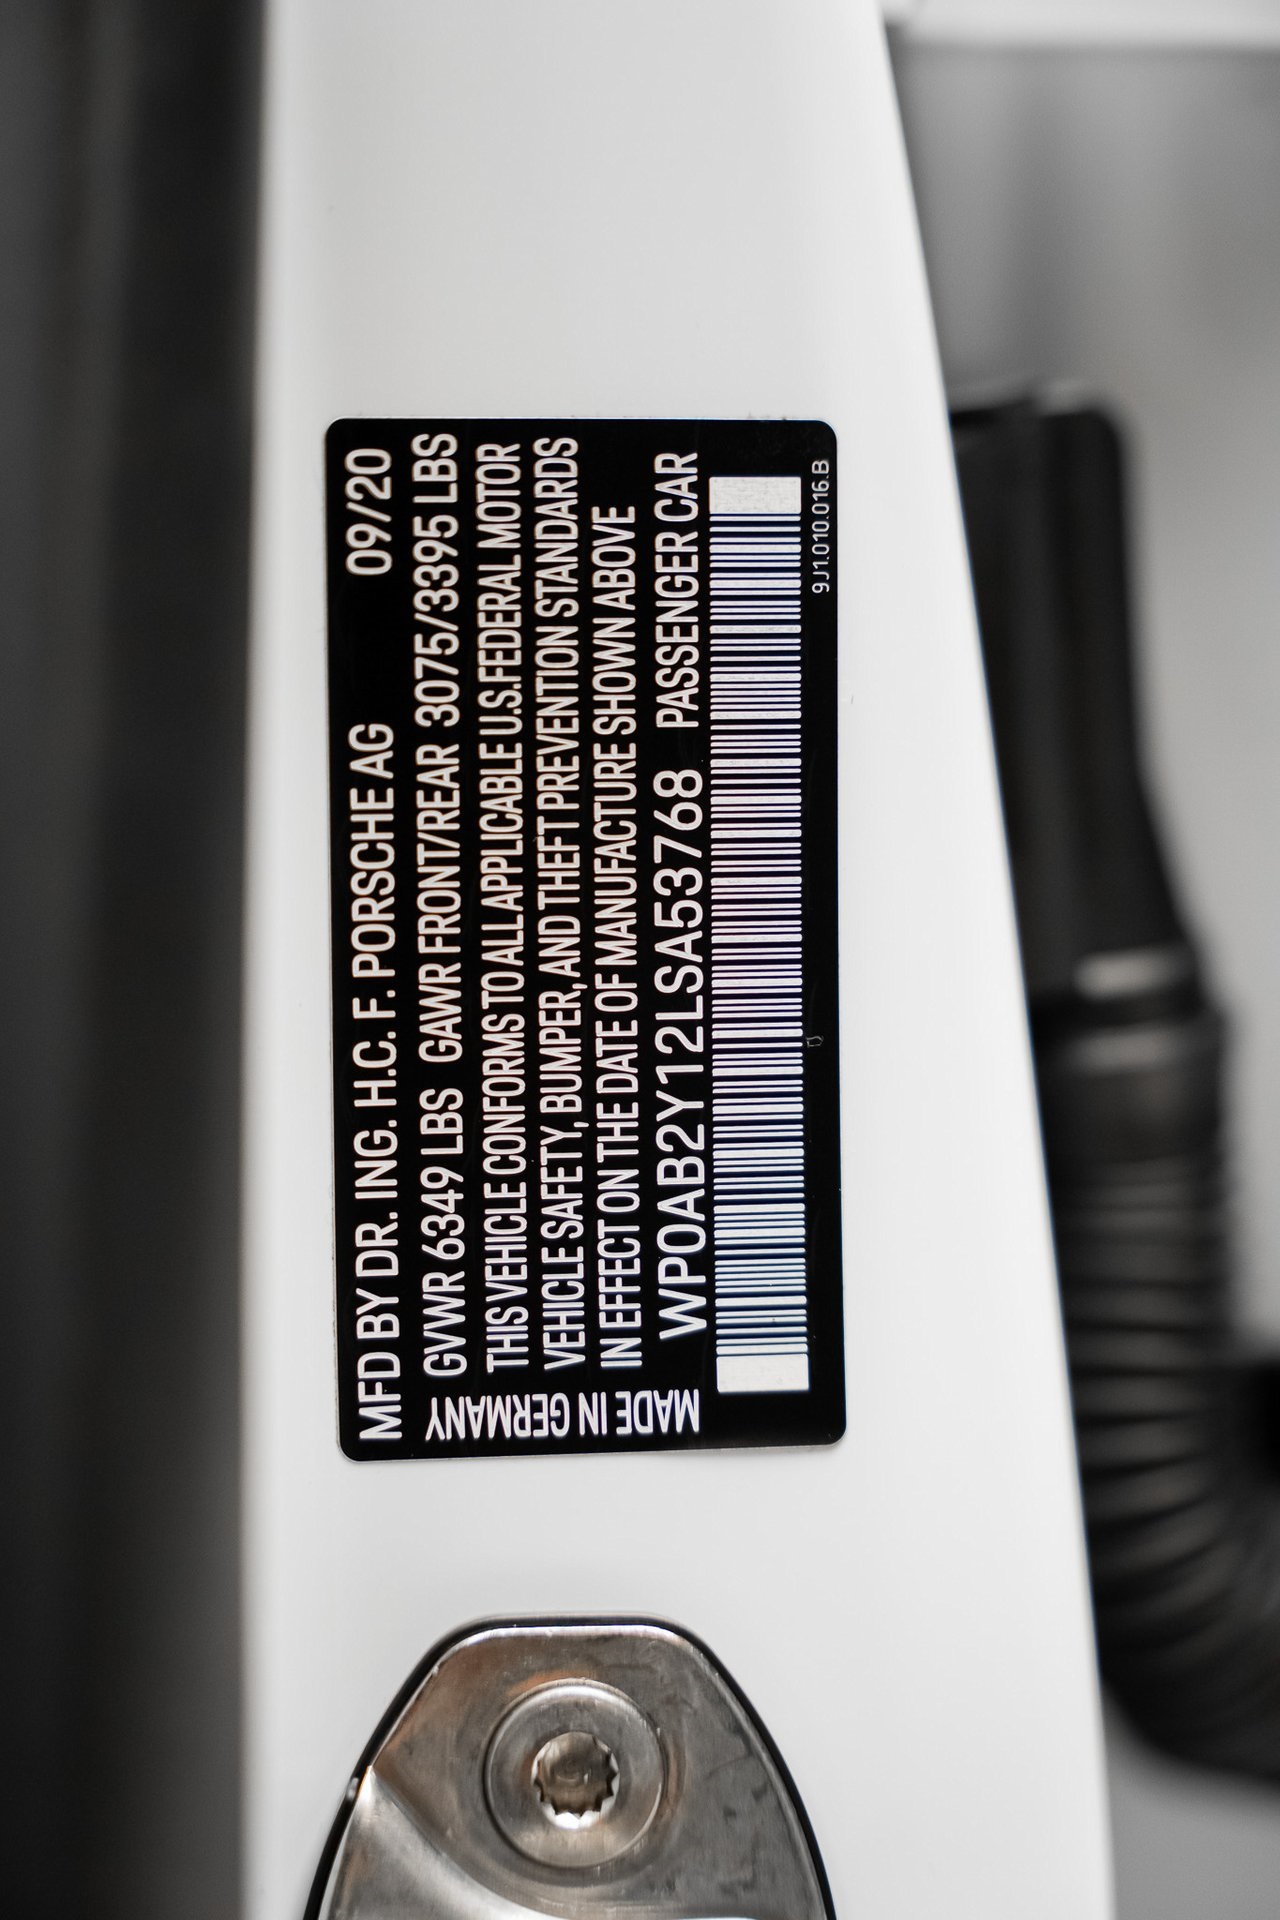 MFD BY DR. ING. H.C. F. PORSCHE AG 09/20
GVWR 6349 LBS GAWR FRONT/REAR 3075/3395 LBS
THIS VEHICLE CONFORMS TO ALL APPLICABLE U.S.FEDERAL MOTOR
VEHICLE SAFETY, BUMPER, AND THEFT PREVENTION STANDARDS
IN EFFECT ON THE DATE OF MANUFACTURE SHOWN ABOVE
WP0AB2Y12LSA53768 PASSENGER CAR
MADE IN GERMANY
9J1.010.016.B